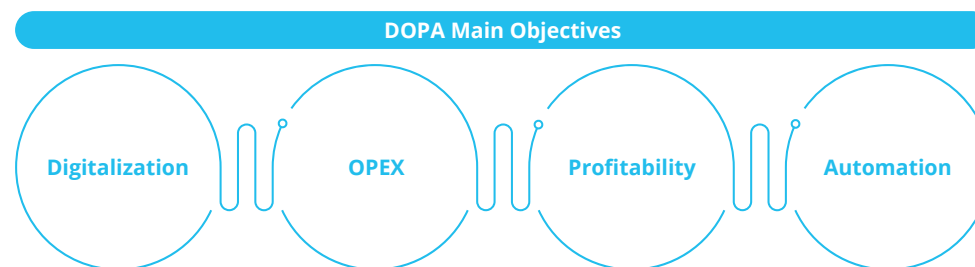 DOPA Main Objectives
Digitalization
OPEX
Profitability
Automation